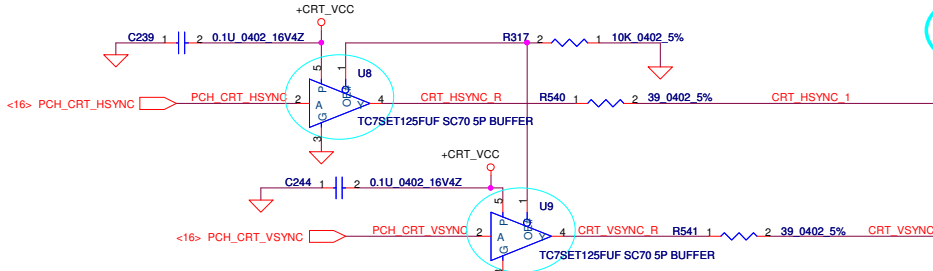 +CRT_VCC
C239 1 2 0.1U_0402_16V4Z R317 2 1 10K_0402_5%
5 1 U8
P OE#
<16> PCH_CRT_HSYNC PCH_CRT_HSYNC 2 A Y 4 CRT_HSYNC_R R540 1 2 39_0402_5% CRT_HSYNC_1
G
3 TC7SET125FUF SC70 5P BUFFER
+CRT_VCC
C244 1 2 0.1U_0402_16V4Z
5 1 U9
P OE#
<16> PCH_CRT_VSYNC PCH_CRT_VSYNC 2 A Y 4 CRT_VSYNC_R R541 1 2 39_0402_5% CRT_VSYNC
G
TC7SET125FUF SC70 5P BUFFER